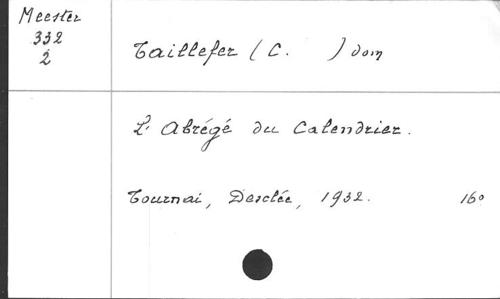 Meester
332
2
Taillefer (C. ) dom
L'Abrégé du Calendrier.
Tournai, Desclée, 1932. 16°